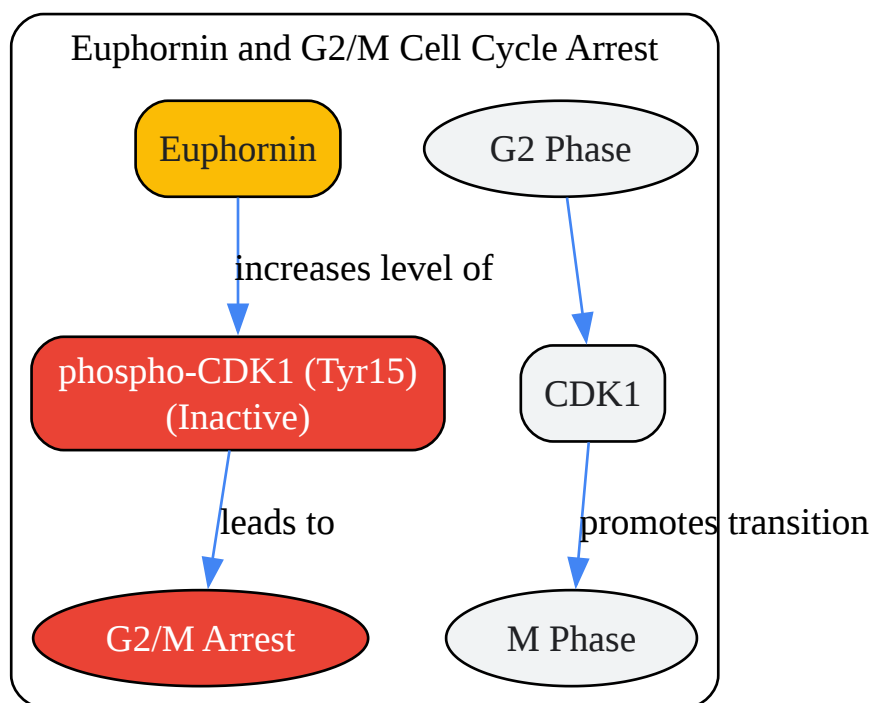 Euphornin and G2/M Cell Cycle Arrest
Euphornin
G2 Phase
increases level of
phospho-CDK1 (Tyr15)
(Inactive)
CDK1
leads to
promotes transition
G2/M Arrest
M Phase